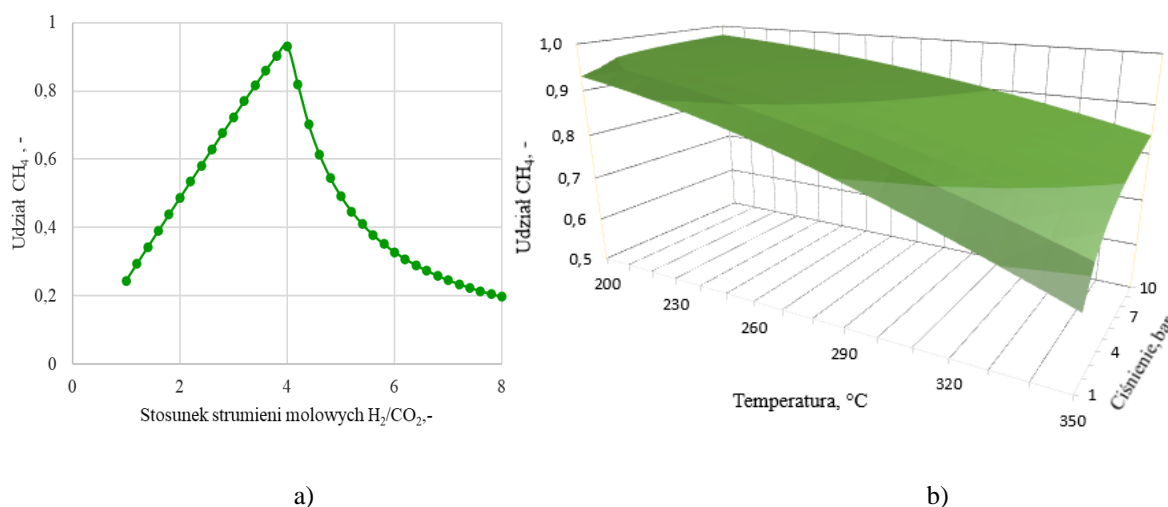 1
0,8
0,6
0,4
0,2
0
0 2 4 6 8
Udział CH₄ , -
Stosunek strumieni molowych H₂/CO₂,-
a)
b)
1,0
0,9
0,8
0,7
0,6
0,5
Udział CH₄, -
200
230
260
290
320
350
Temperatura, °C
10
7
4
1
Ciśnienie, bar